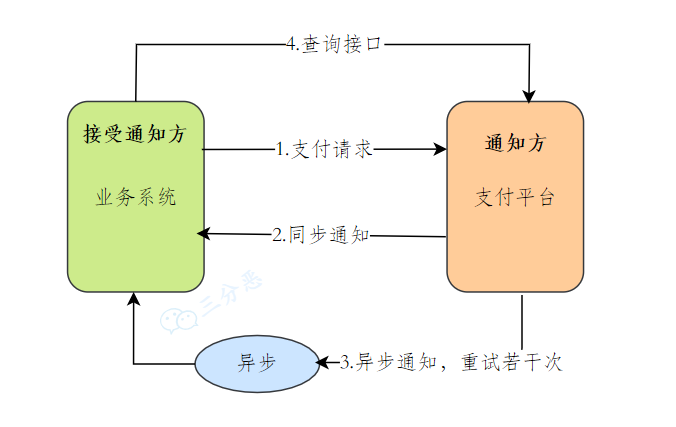 4.查询接口
接受通知方
业务系统
1.支付请求
通知方
支付平台
2.同步通知
三分恶
异步
3.异步通知，重试若干次